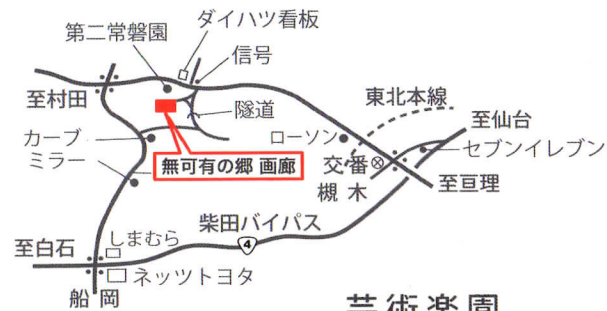 ダイハツ看板
第二常磐園
信号
至村田
隧道
東北本線
至仙台
カーブ
ミラー
ローソン
セブンイレブン
無可有の郷 画廊
交番
槻木
至亘理
柴田バイパス
至白石
しまむら
4
ネッツトヨタ
船岡
芸術楽園